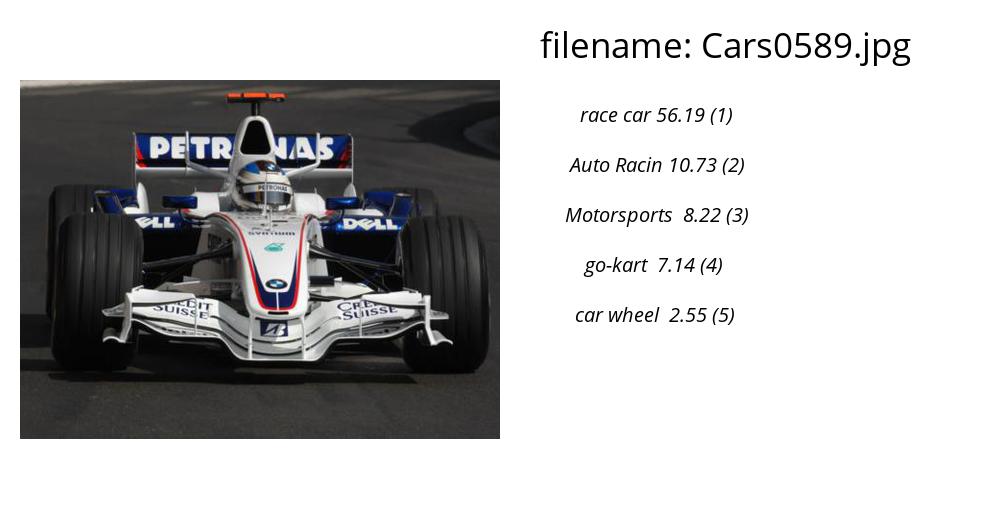 filename: Cars0589.jpg
race car 56.19 (1)
Auto Racin 10.73 (2)
Motorsports 8.22 (3)
go-kart 7.14 (4)
car wheel 2.55 (5)
PETRONAS
PETRONAS
DELL
DELL
CREDIT
SUISSE
CREDIT
SUISSE